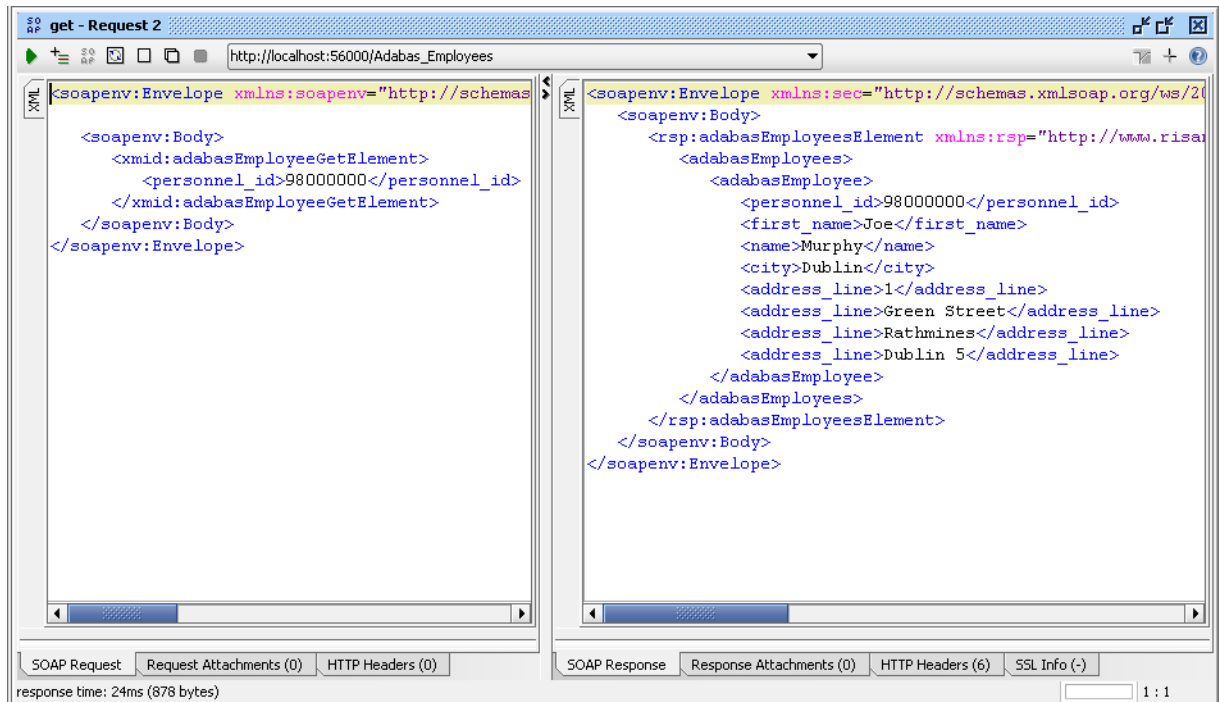 SO AP get - Request 2
SO AP http://localhost:56000/Adabas_Employees
XML
<soapenv:Envelope xmlns:soapenv="http://schemas
<soapenv:Body>
<xmid:adabasEmployeeGetElement>
<personnel_id>98000000</personnel_id>
</xmid:adabasEmployeeGetElement>
</soapenv:Body>
</soapenv:Envelope>
XML
<soapenv:Envelope xmlns:sec="http://schemas.xmlsoap.org/ws/20
<soapenv:Body>
<rsp:adabasEmployeesElement xmlns:rsp="http://www.risar
<adabasEmployees>
<adabasEmployee>
<personnel_id>98000000</personnel_id>
<first_name>Joe</first_name>
<name>Murphy</name>
<city>Dublin</city>
<address_line>1</address_line>
<address_line>Green Street</address_line>
<address_line>Rathmines</address_line>
<address_line>Dublin 5</address_line>
</adabasEmployee>
</adabasEmployees>
</rsp:adabasEmployeesElement>
</soapenv:Body>
</soapenv:Envelope>
SOAP Request Request Attachments (0) HTTP Headers (0)
SOAP Response Response Attachments (0) HTTP Headers (6) SSL Info (-)
response time: 24ms (878 bytes)
1 : 1